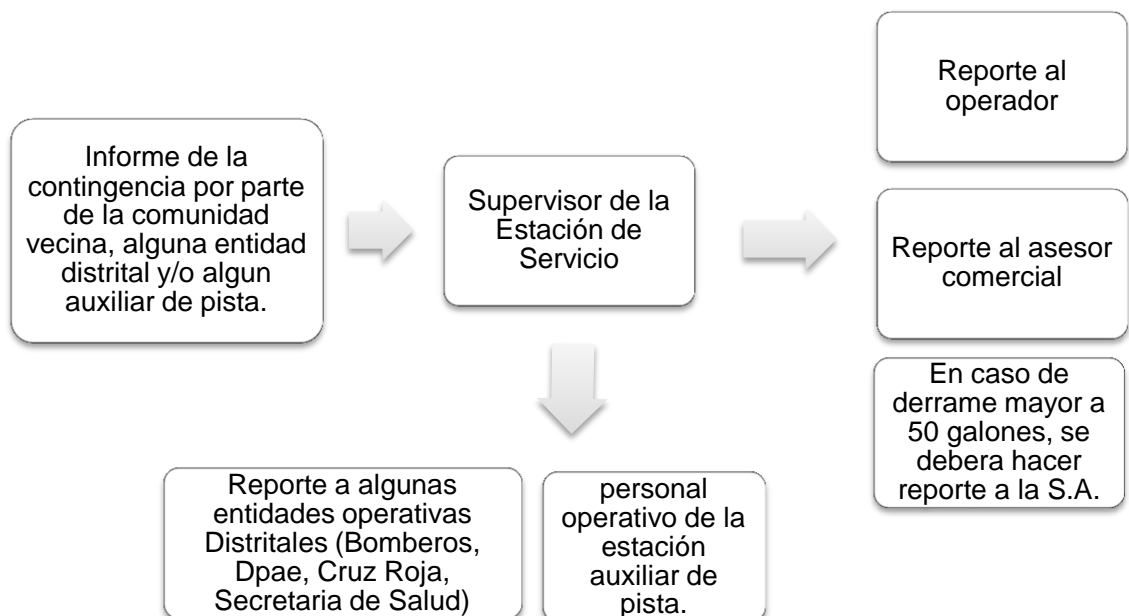 Informe de la
contingencia por parte
de la comunidad
vecina, alguna entidad
distrital y/o algun
auxiliar de pista.
Supervisor de la
Estación de
Servicio
Reporte al
operador
Reporte al asesor
comercial
En caso de
derrame mayor a
50 galones, se
debera hacer
reporte a la S.A.
Reporte a algunas
entidades operativas
Distritales (Bomberos,
Dpae, Cruz Roja,
Secretaria de Salud)
personal
operativo de la
estación
auxiliar de
pista.